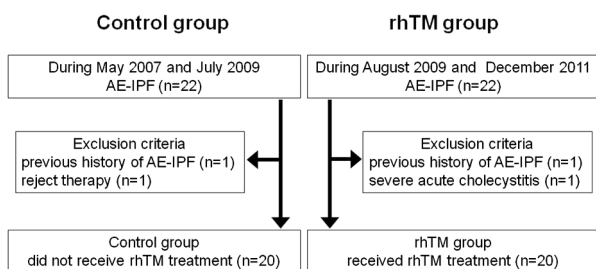 Control group
During May 2007 and July 2009
AE-IPF (n=22)
Exclusion criteria
previous history of AE-IPF (n=1)
reject therapy (n=1)
Control group
did not receive rhTM treatment (n=20)
rhTM group
During August 2009 and December 2011
AE-IPF (n=22)
Exclusion criteria
previous history of AE-IPF (n=1)
severe acute cholecystitis (n=1)
rhTM group
received rhTM treatment (n=20)